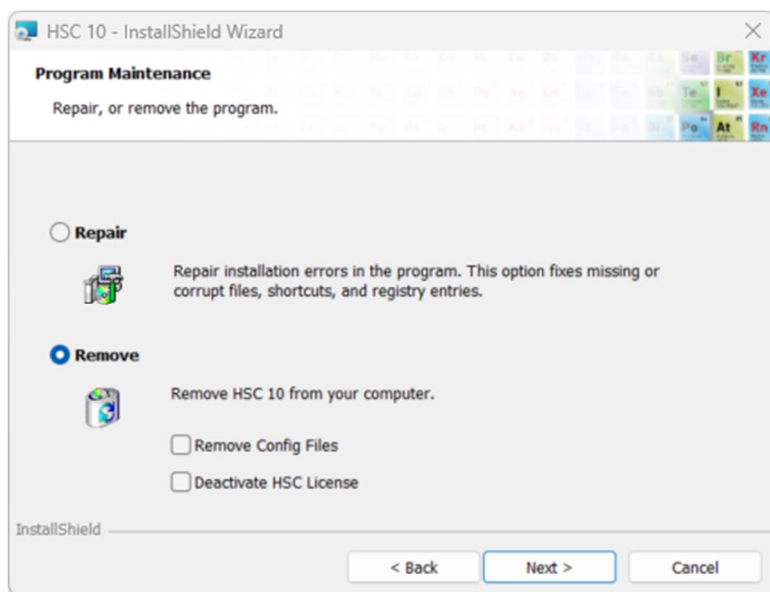 HSC 10 - InstallShield Wizard
Program Maintenance
Repair, or remove the program.
Se Br Kr
Te I Xe
Po At Rn
Repair
Repair installation errors in the program. This option fixes missing or
corrupt files, shortcuts, and registry entries.
Remove
Remove HSC 10 from your computer.
Remove Config Files
Deactivate HSC License
InstallShield
< Back Next > Cancel